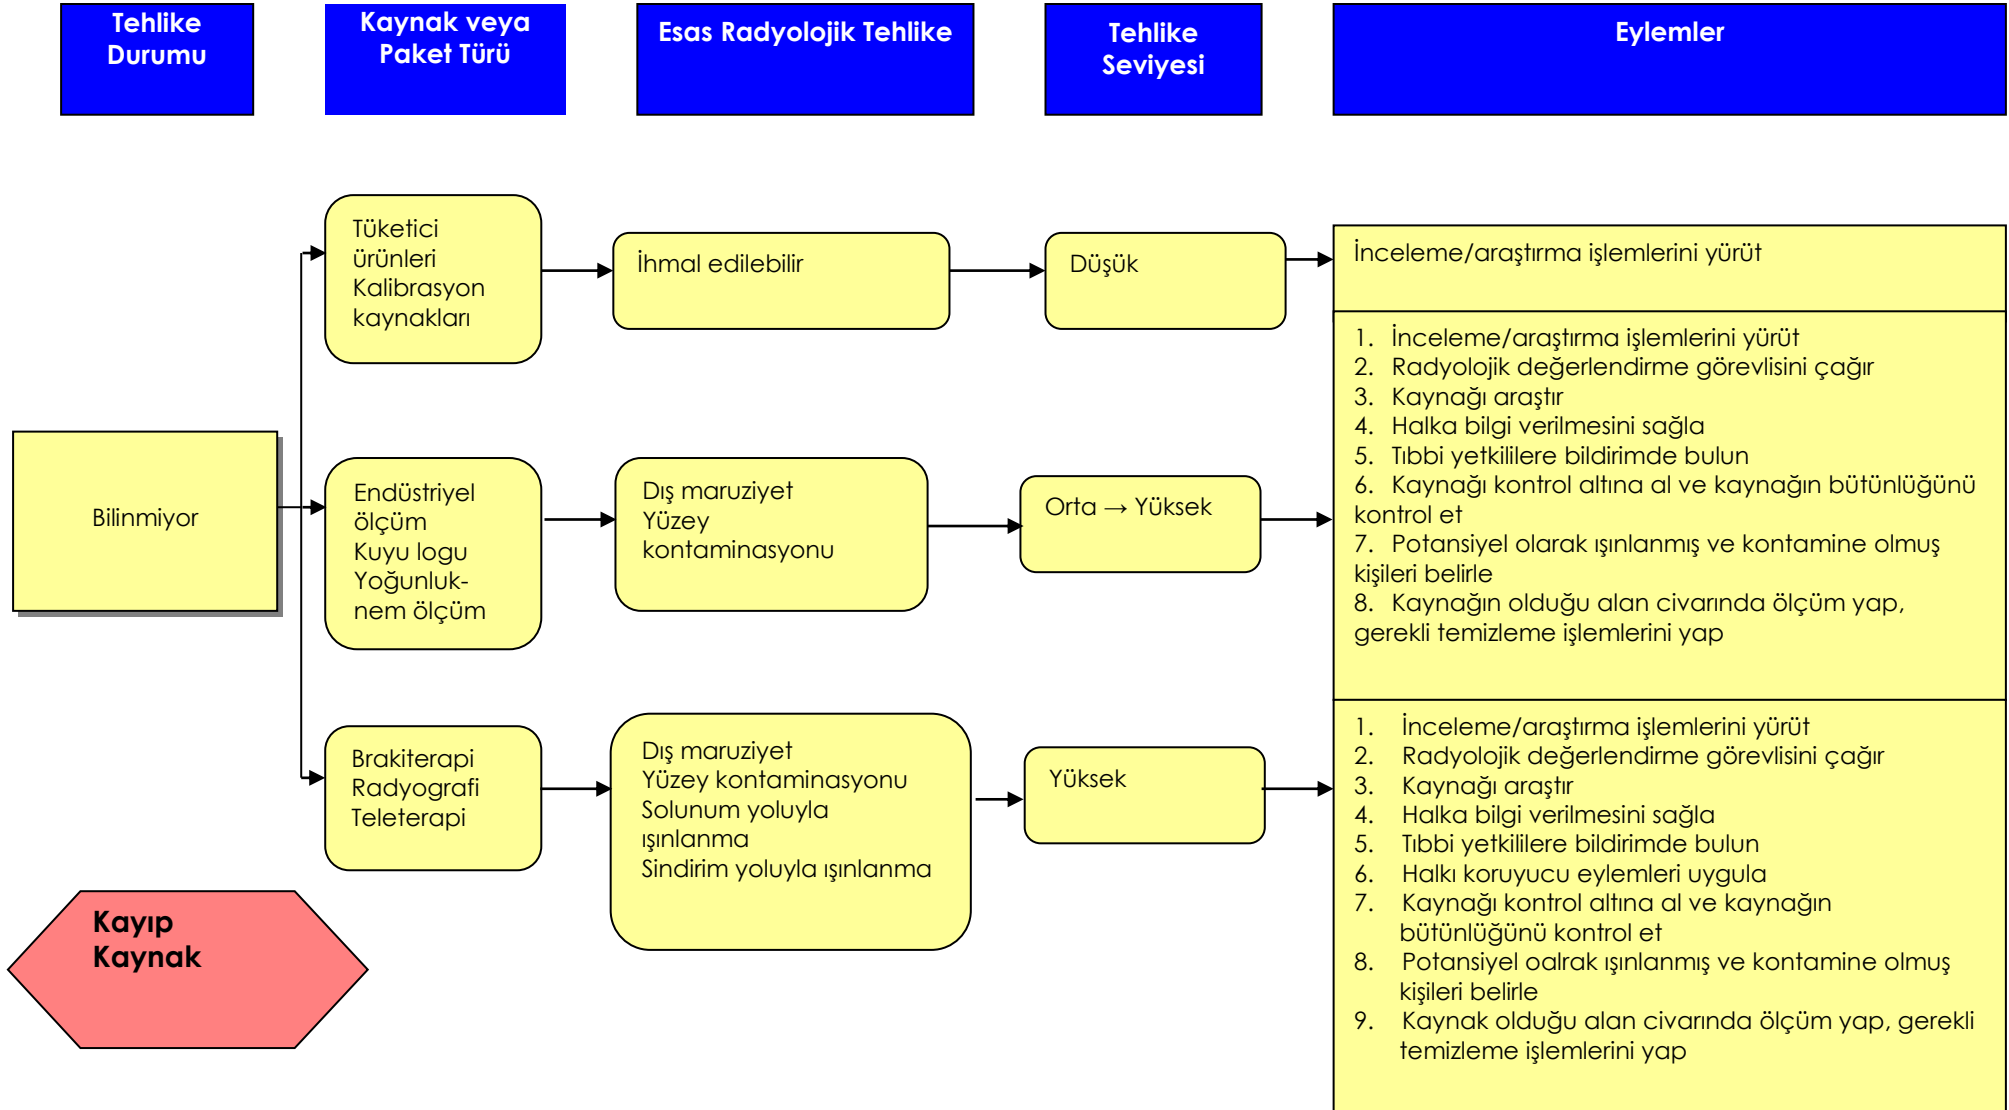 Tehlike
Durumu
Kaynak veya
Paket Türü
Esas Radyolojik Tehlike
Tehlike
Seviyesi
Eylemler
Bilinmiyor
Tüketici
ürünleri
Kalibrasyon
kaynakları
İhmal edilebilir
Düşük
İnceleme/araştırma işlemlerini yürüt
Endüstriyel
ölçüm
Kuyu logu
Yoğunluk-
nem ölçüm
Dış maruziyet
Yüzey
kontaminasyonu
Orta → Yüksek
1. İnceleme/araştırma işlemlerini yürüt
2. Radyolojik değerlendirme görevlisini çağır
3. Kaynağı araştır
4. Halka bilgi verilmesini sağla
5. Tıbbi yetkililere bildirimde bulun
6. Kaynağı kontrol altına al ve kaynağın bütünlüğünü
kontrol et
7. Potansiyel olarak ışınlanmış ve kontamine olmuş
kişileri belirle
8. Kaynağın olduğu alan civarında ölçüm yap,
gerekli temizleme işlemlerini yap
Brakiterapi
Radyografi
Teleterapi
Dış maruziyet
Yüzey kontaminasyonu
Solunum yoluyla
ışınlanma
Sindirim yoluyla ışınlanma
Yüksek
1. İnceleme/araştırma işlemlerini yürüt
2. Radyolojik değerlendirme görevlisini çağır
3. Kaynağı araştır
4. Halka bilgi verilmesini sağla
5. Tıbbi yetkililere bildirimde bulun
6. Halkı koruyucu eylemleri uygula
7. Kaynağı kontrol altına al ve kaynağın
bütünlüğünü kontrol et
8. Potansiyel oalrak ışınlanmış ve kontamine olmuş
kişileri belirle
9. Kaynak olduğu alan civarında ölçüm yap, gerekli
temizleme işlemlerini yap
Kayıp
Kaynak